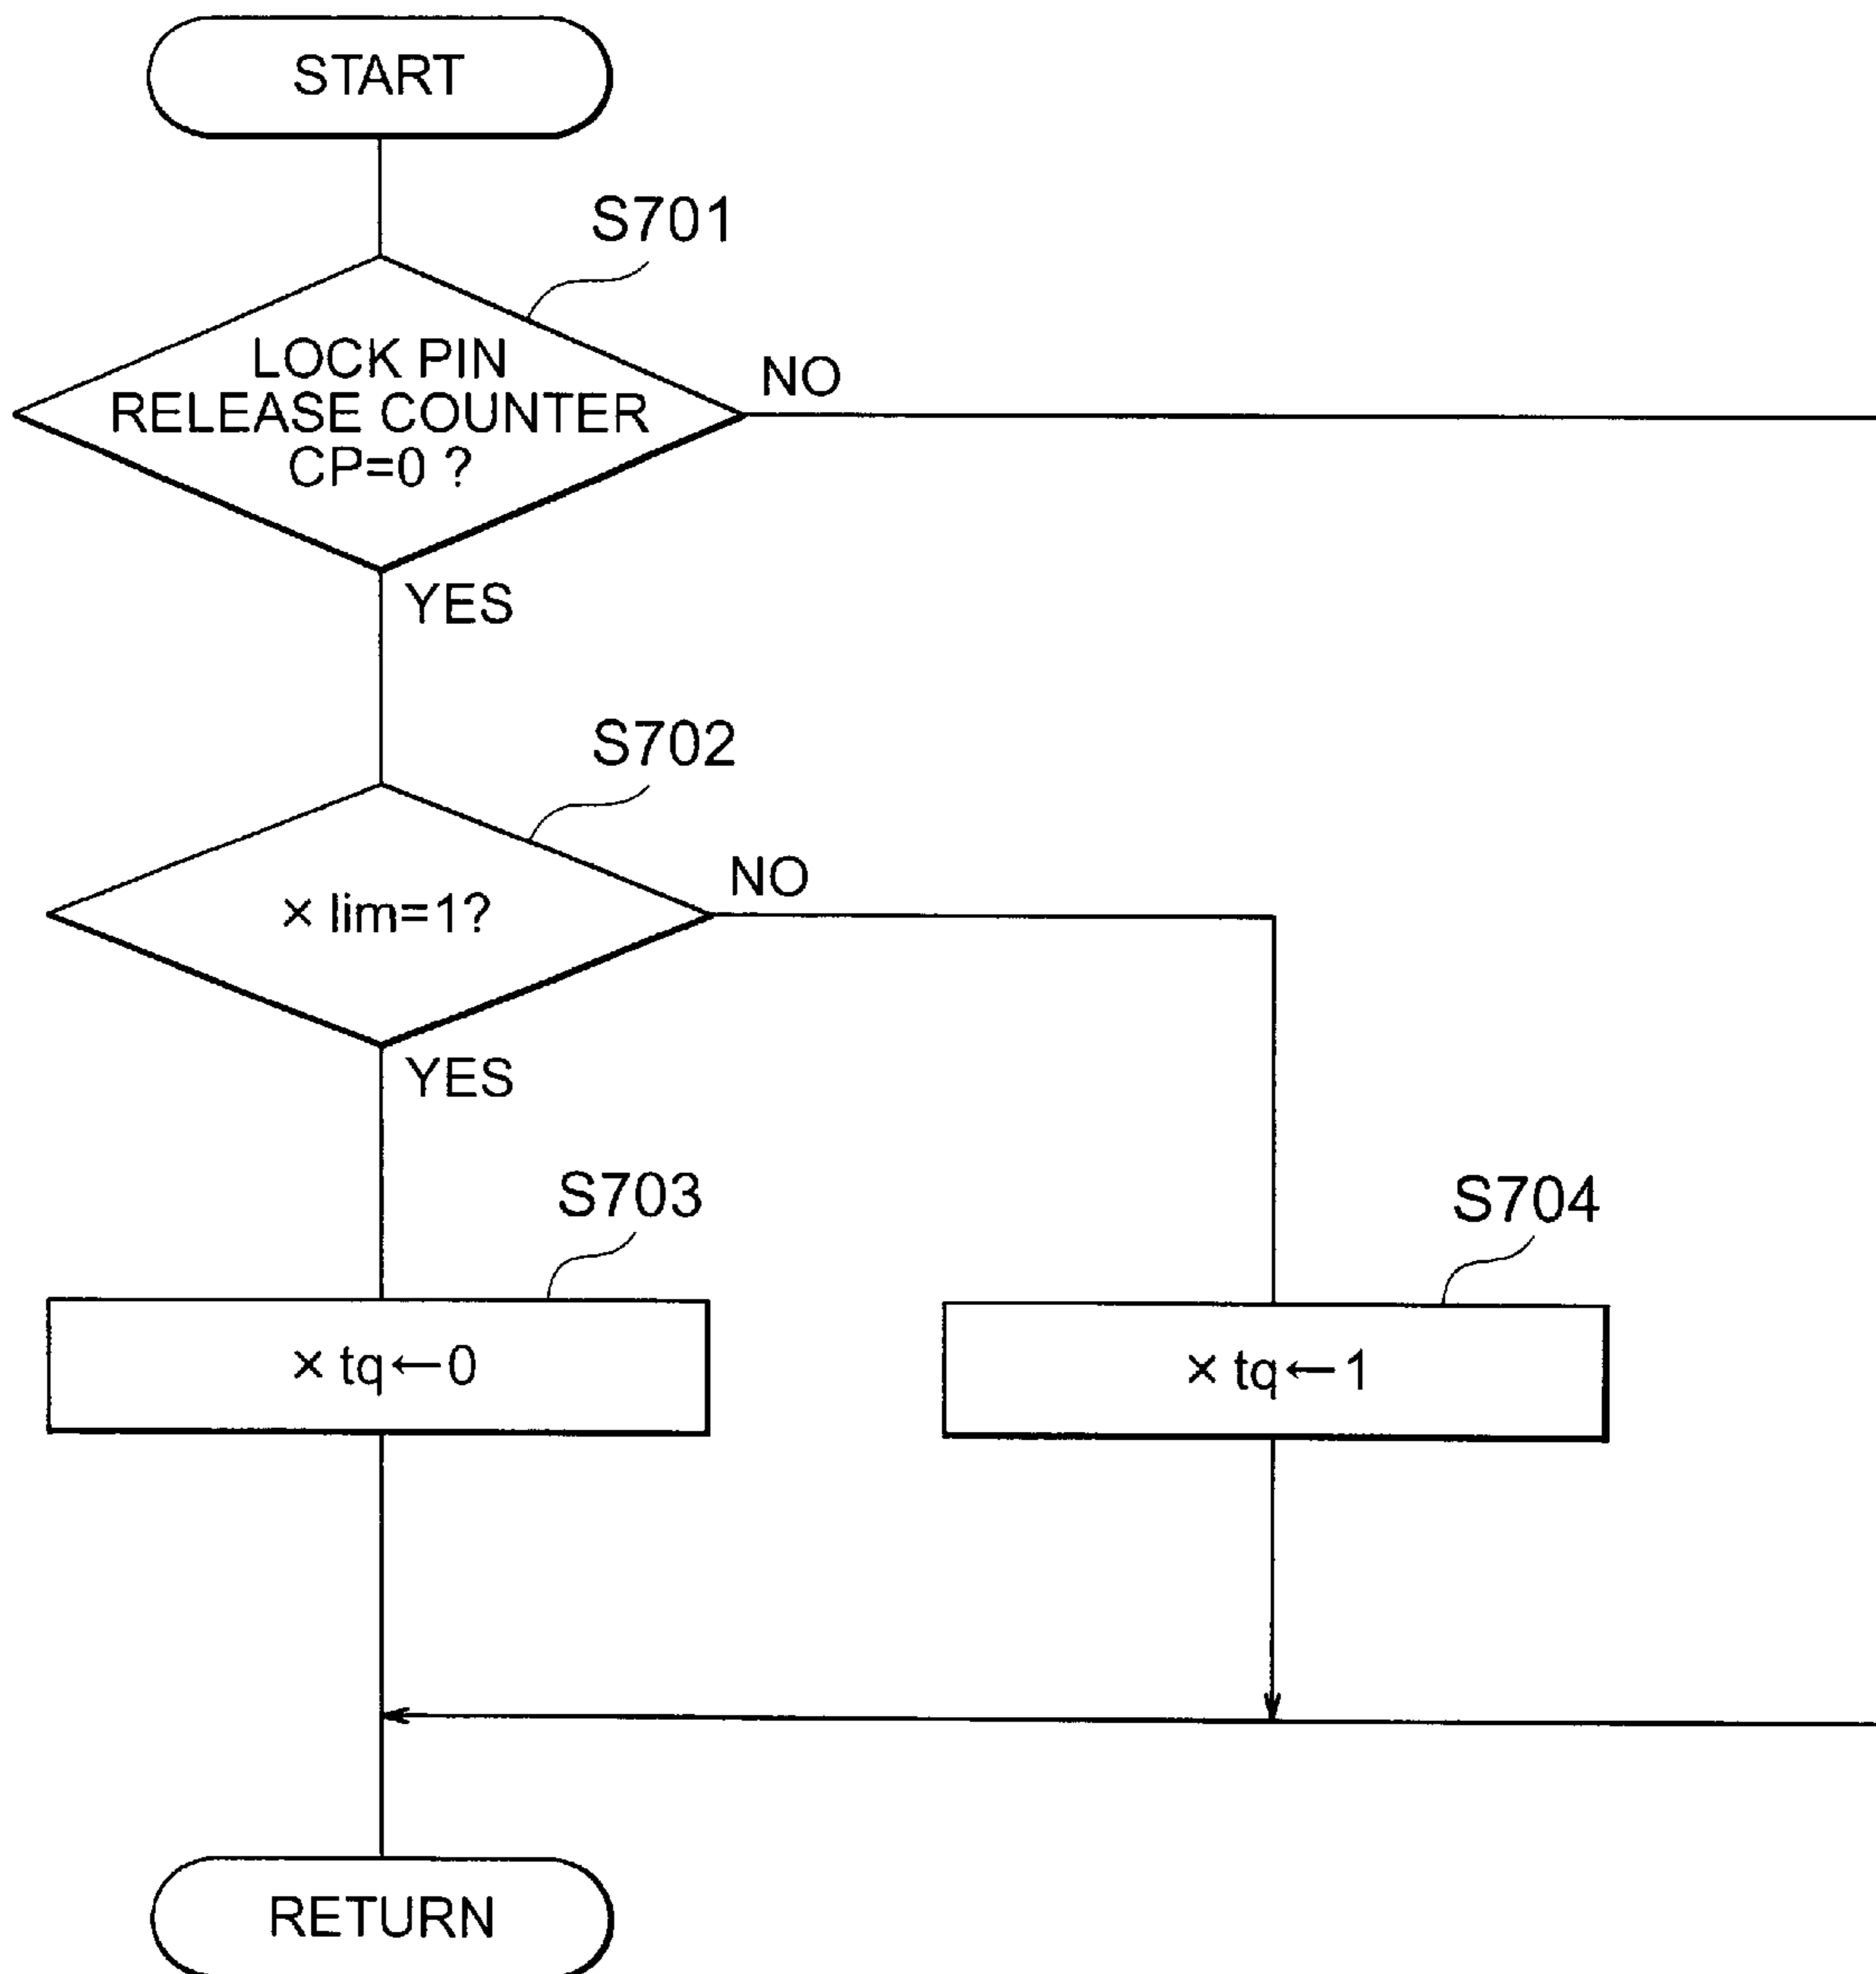 START
S701
LOCK PIN
RELEASE COUNTER
CP=0 ?
NO
YES
S702
× lim=1?
NO
YES
S703
× tq←0
S704
× tq←1
RETURN